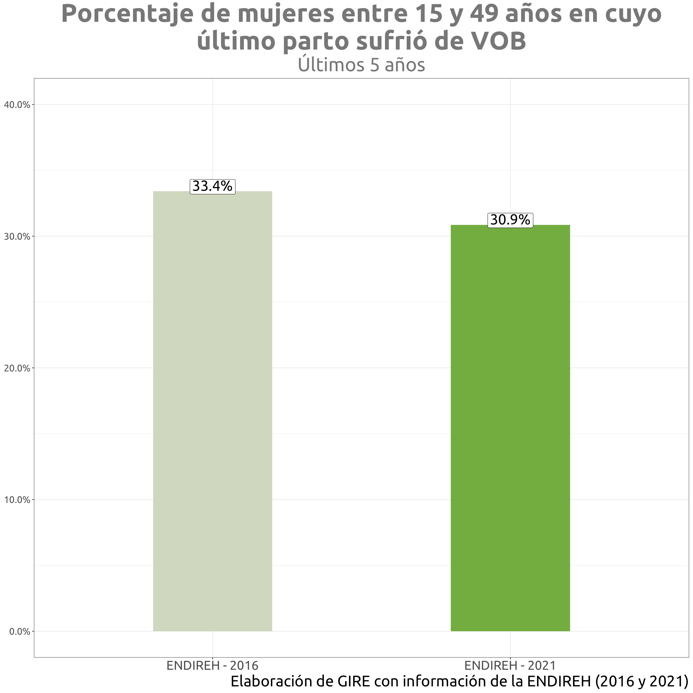 Porcentaje de mujeres entre 15 y 49 años en cuyo
último parto sufrió de VOB
Últimos 5 años
40.0%
33.4%
30.9%
30.0%
20.0%
10.0%
0.0%
ENDIREH - 2016
ENDIREH - 2021
Elaboración de GIRE con información de la ENDIREH (2016 y 2021)